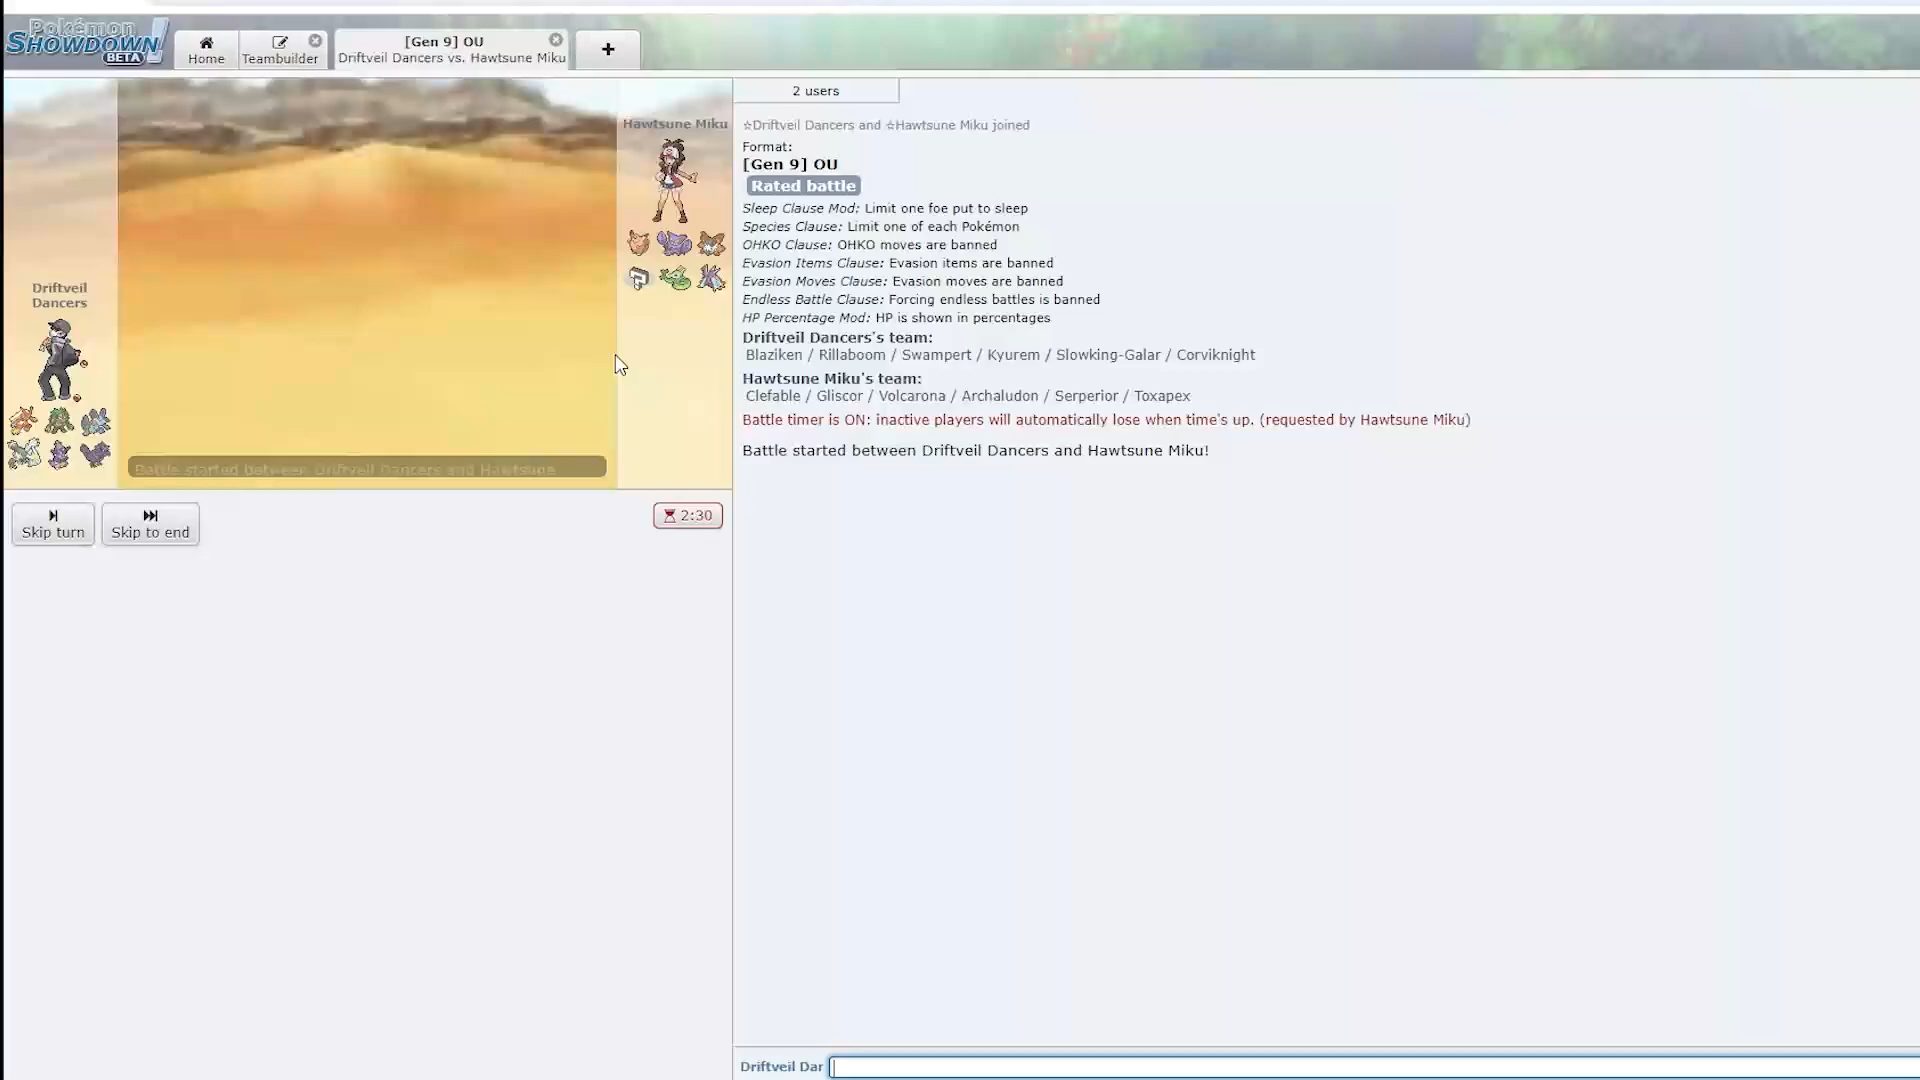 Pokémon
SHOWDOWN!
BETA
Home
Teambuilder
[Gen 9] OU
Driftveil Dancers vs. Hawtsune Miku
+
Hawtsune Miku
Driftveil
Dancers
Battle started between Driftveil Dancers and Hawtsune
Skip turn
Skip to end
2:30
2 users
☆Driftveil Dancers and ☆Hawtsune Miku joined
Format:
[Gen 9] OU
Rated battle
Sleep Clause Mod: Limit one foe put to sleep
Species Clause: Limit one of each Pokémon
OHKO Clause: OHKO moves are banned
Evasion Items Clause: Evasion items are banned
Evasion Moves Clause: Evasion moves are banned
Endless Battle Clause: Forcing endless battles is banned
HP Percentage Mod: HP is shown in percentages
Driftveil Dancers's team:
Blaziken / Rillaboom / Swampert / Kyurem / Slowking-Galar / Corviknight
Hawtsune Miku's team:
Clefable / Gliscor / Volcarona / Archaludon / Serperior / Toxapex
Battle timer is ON: inactive players will automatically lose when time's up. (requested by Hawtsune Miku)
Battle started between Driftveil Dancers and Hawtsune Miku!
Driftveil Dar